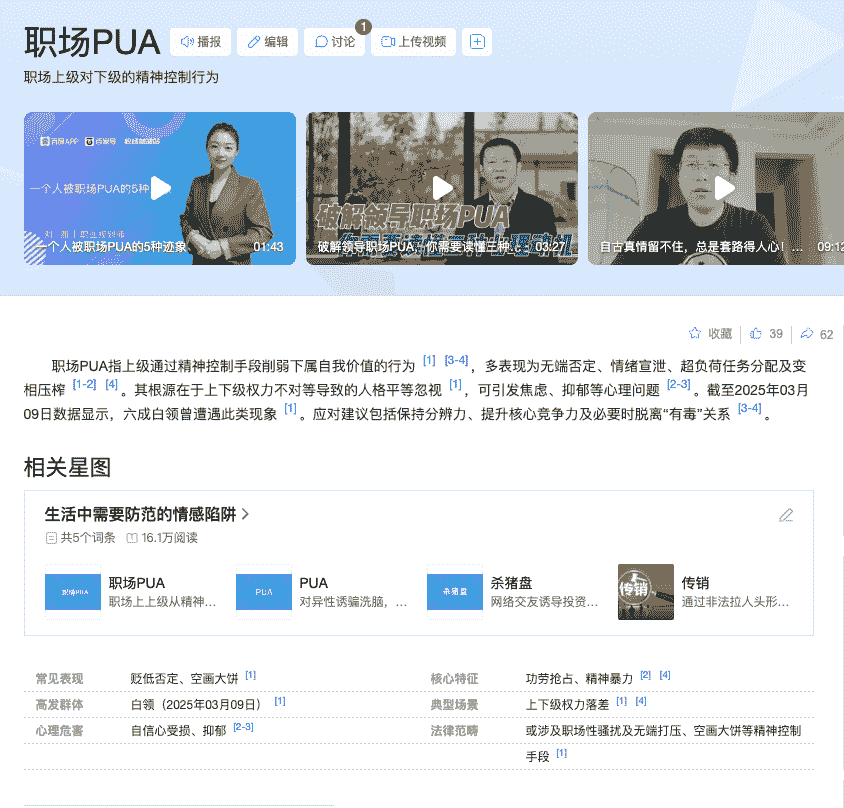 职场PUA 播报 编辑 讨论 1 上传视频
职场上级对下级的精神控制行为
百度APP 百家号
一个人被职场PUA的5种
一个人被职场PUA的5种迹象 01:43
破解领导职场PUA
破解领导职场PUA，你需要读懂三种... 03:27
自古真情留不住，总是套路得人心！... 09:12
收藏 39 62
职场PUA指上级通过精神控制手段削弱下属自我价值的行为 [1] [3-4]，多表现为无端否定、情绪宣泄、超负荷任务分配及变
相压榨 [1-2] [4]。其根源在于上下级权力不对等导致的人格平等忽视 [1]，可引发焦虑、抑郁等心理问题 [2-3]。截至2025年03月
09日数据显示，六成白领曾遭遇此类现象 [1]。应对建议包括保持分辨力、提升核心竞争力及必要时脱离“有毒”关系 [3-4]。
相关星图
生活中需要防范的情感陷阱
共5个词条 16.1万阅读
职场PUA
职场PUA
职场上上级从精神...
PUA
PUA
对异性诱骗洗脑，...
杀猪盘
杀猪盘
网络交友诱导投资...
传销
传销
通过非法拉人头形...
常见表现 贬低否定、空画大饼 [1] 核心特征 功劳抢占、精神暴力 [2] [4]
高发群体 白领（2025年03月09日） [1] 典型场景 上下级权力落差 [1] [4]
心理危害 自信心受损、抑郁 [2-3] 法律范畴 或涉及职场性骚扰及无端打压、空画大饼等精神控制
手段 [1]